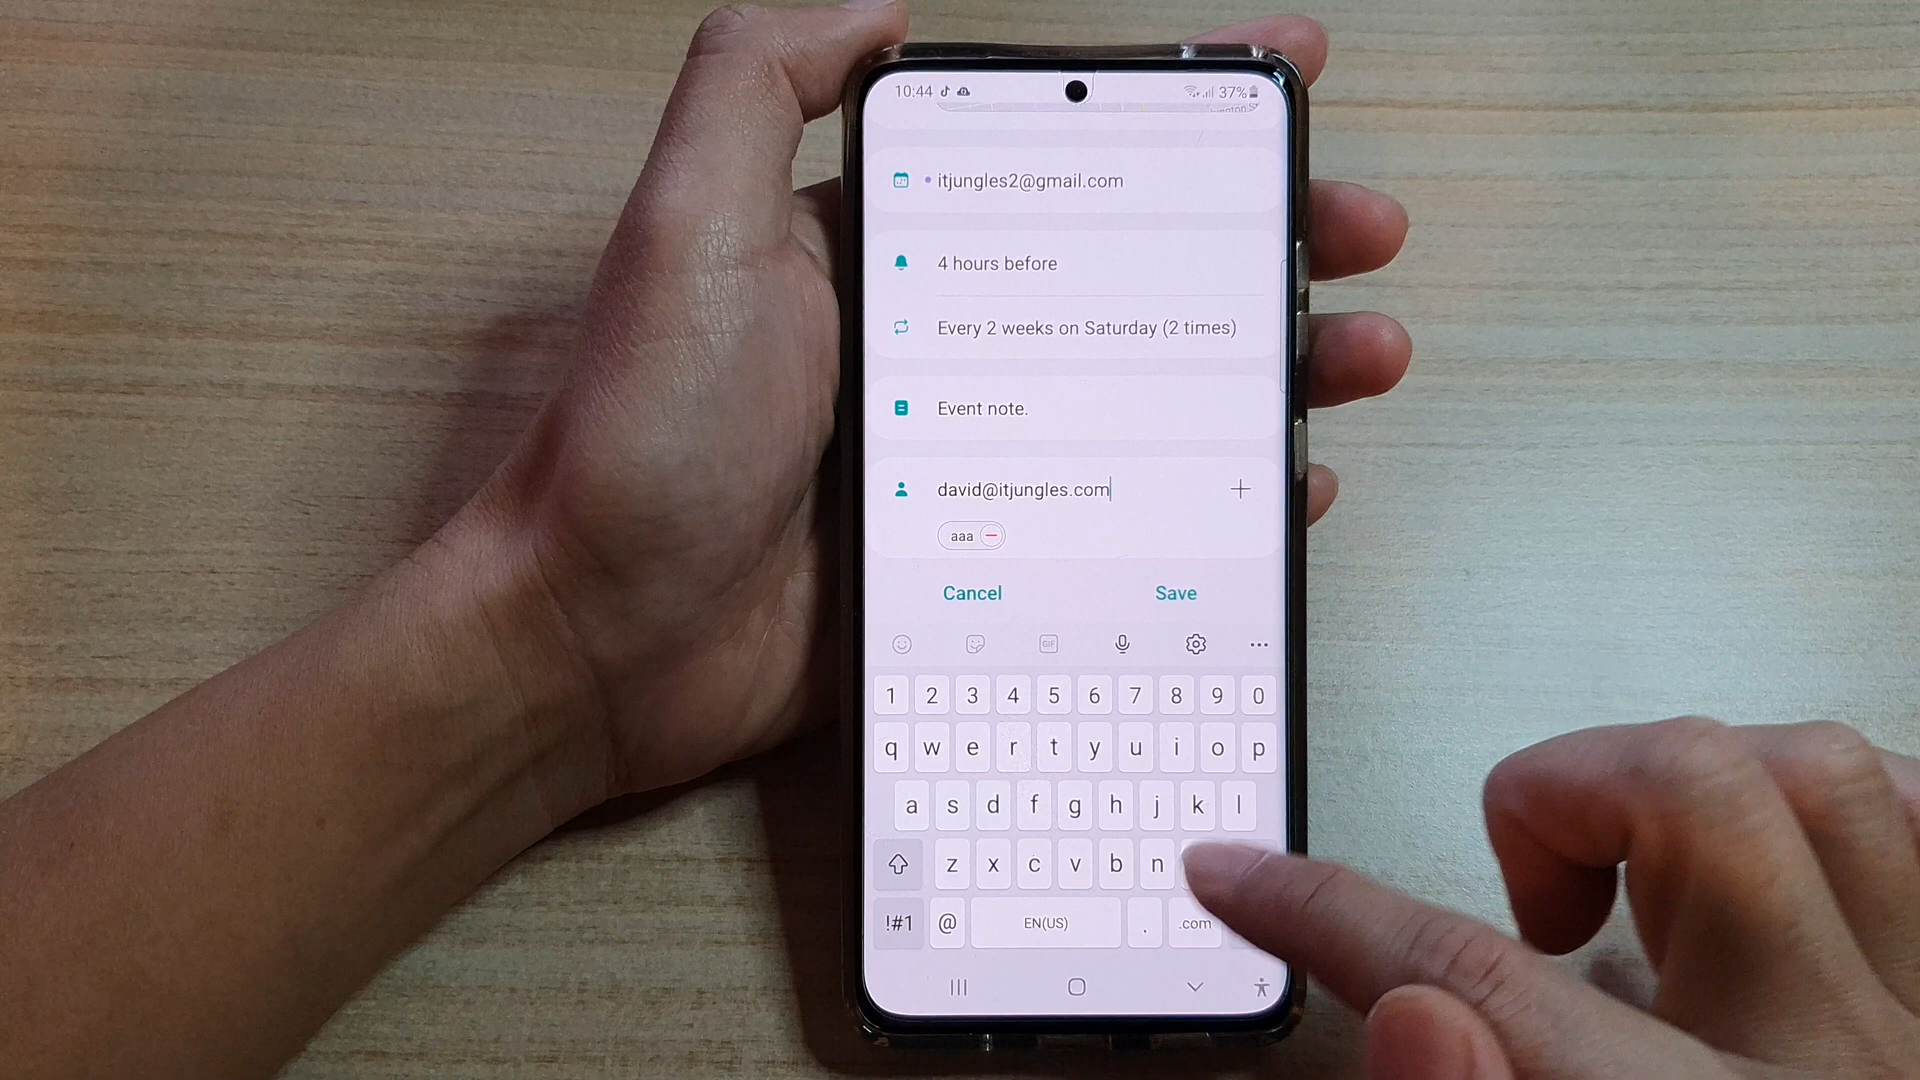 10:44 37%
itjungles2@gmail.com
4 hours before
Every 2 weeks on Saturday (2 times)
Event note.
david@itjungles.com
aaa
Cancel Save
GIF
1 2 3 4 5 6 7 8 9 0
q w e r t y u i o p
a s d f g h j k l
z x c v b n
!#1 @ EN(US) . .com